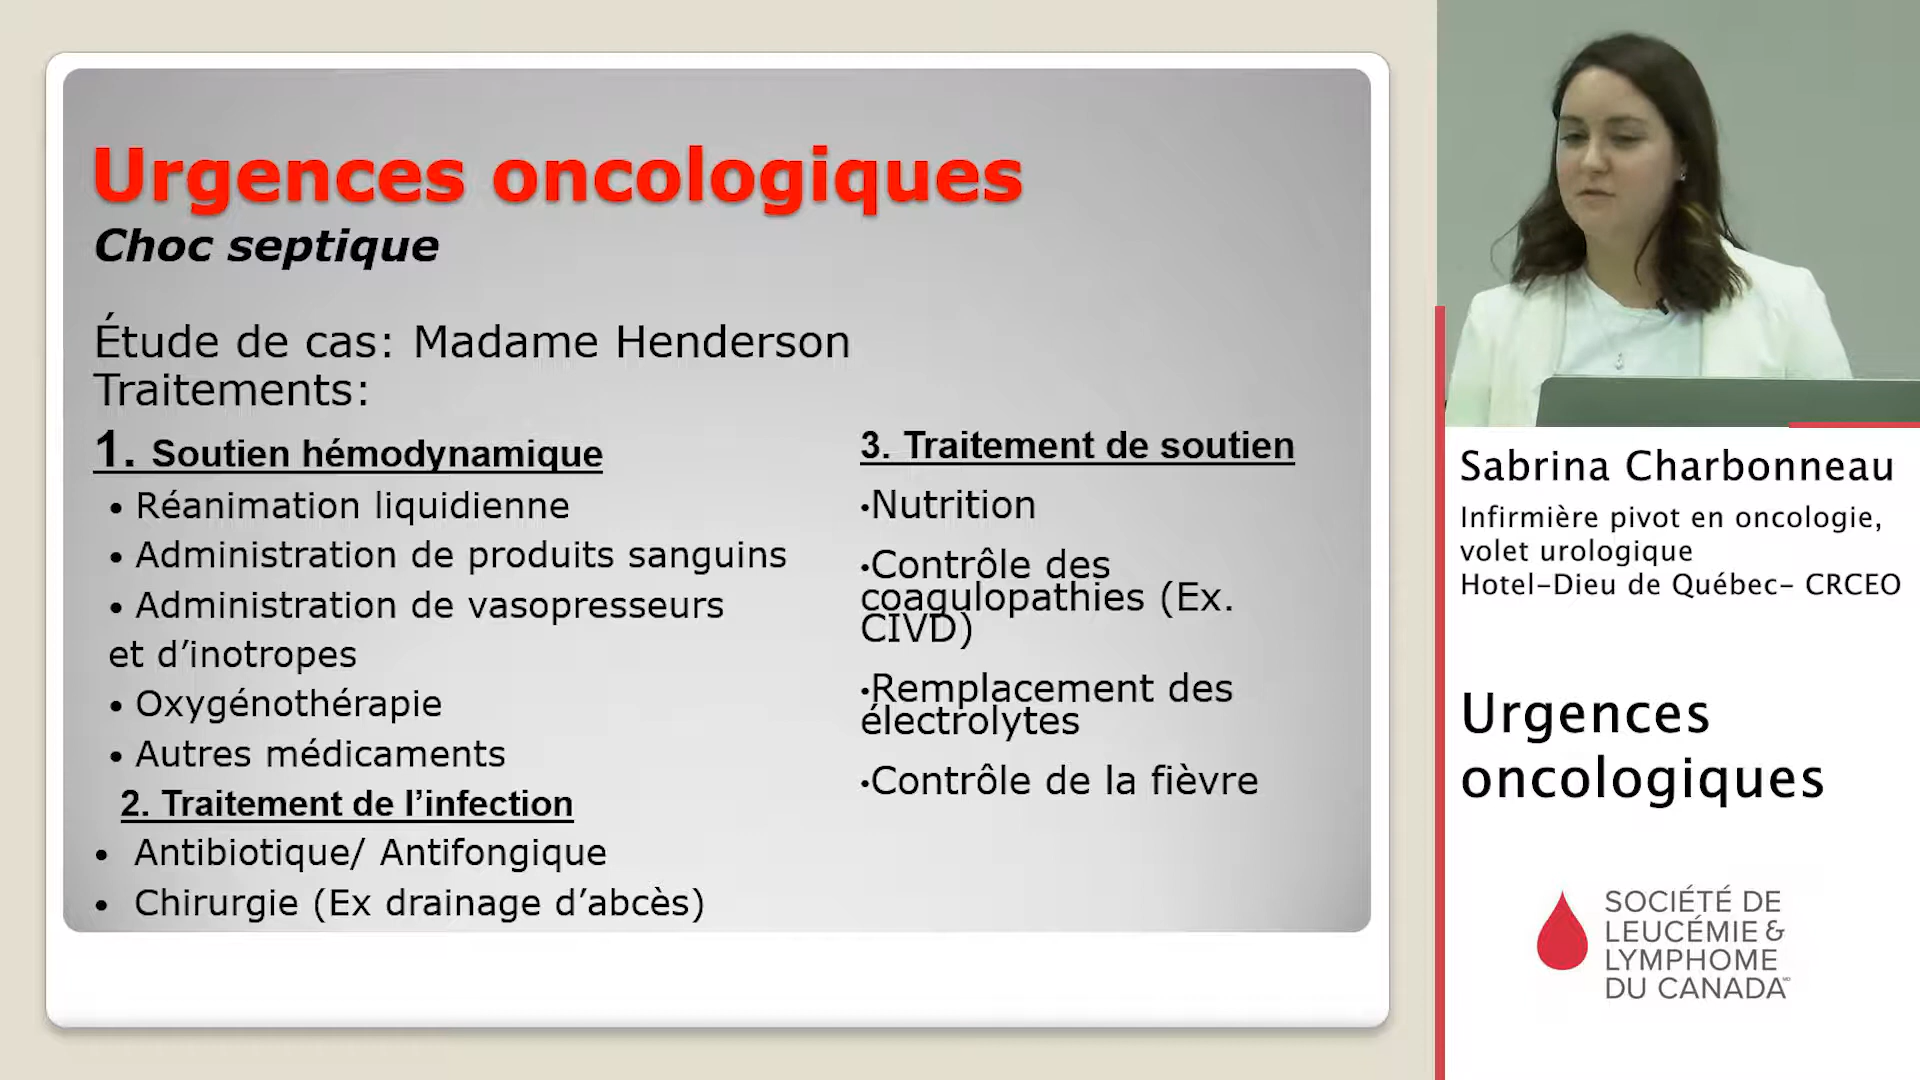 Urgences oncologiques
Choc septique
Étude de cas: Madame Henderson
Traitements:
1. Soutien hémodynamique
• Réanimation liquidienne
• Administration de produits sanguins
• Administration de vasopresseurs
et d’inotropes
• Oxygénothérapie
• Autres médicaments
2. Traitement de l’infection
• Antibiotique/ Antifongique
• Chirurgie (Ex drainage d’abcès)
3. Traitement de soutien
•Nutrition
•Contrôle des
coagulopathies (Ex.
CIVD)
•Remplacement des
électrolytes
•Contrôle de la fièvre
Sabrina Charbonneau
Infirmière pivot en oncologie,
volet urologique
Hotel-Dieu de Québec- CRCEO
Urgences
oncologiques
SOCIÉTÉ DE
LEUCÉMIE &
LYMPHOME
DU CANADA